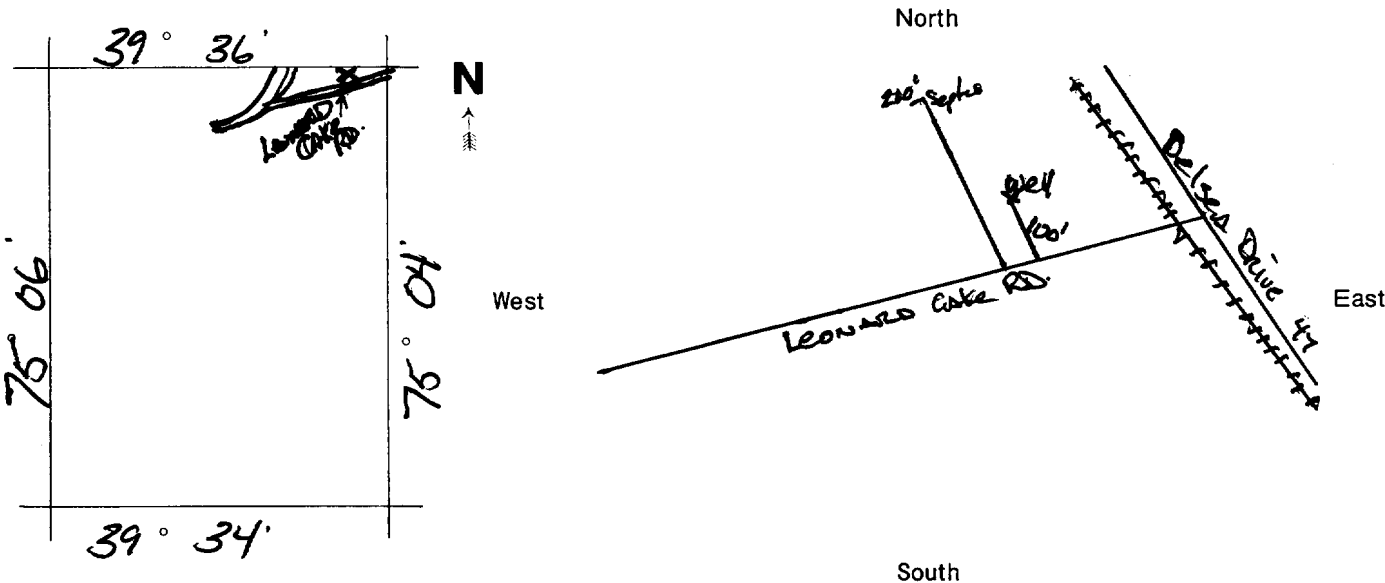 39° 36'
N
LEONARD
CAKE
RD.
75° 06'
75° 04'
39° 34'
North
200' septic
well
100'
West
LEONARD CAKE RD.
Delsea Drive 47
East
South